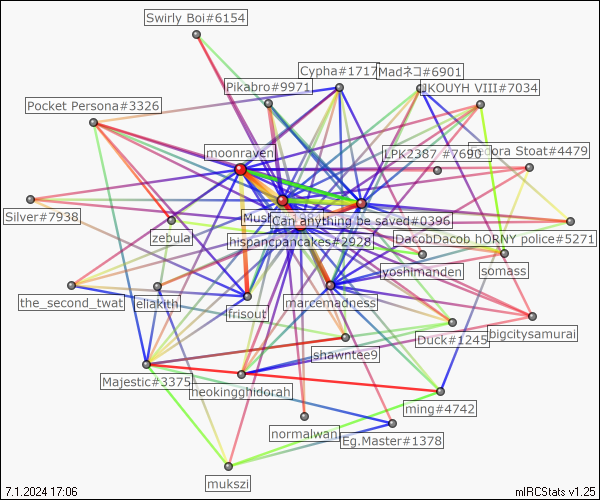 Swirly Boi#6154
Cypha#1717
Madネコ#6901
Pikabro#9971
JKOUYH VIII#7034
Pocket Persona#3326
moonraven
LPK2387 #7690
ora Stoat#4479
Silver#7938
Mus
Can anything be saved#0396
zebula
hispancpancakes#2928
DacobDacob hORNY police#5271
yoshimanden
somass
the_second_twat
eliakith
frisout
marcemadness
Duck#1245
bigcitysamurai
shawntee9
Majestic#3375
neokingghidorah
ming#4742
normalwan
Eg.Master#1378
mukszi
7.1.2024 17:06
mIRCStats v1.25